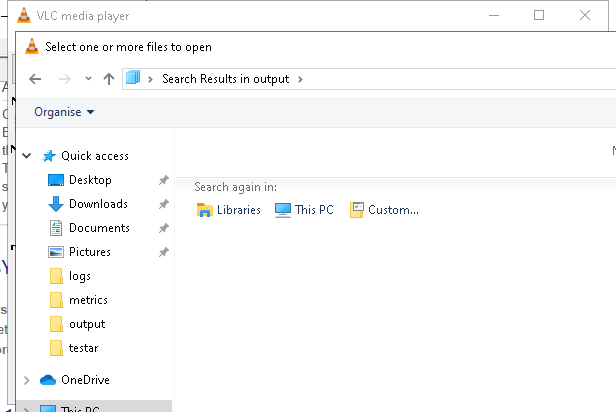 VLC media player
Select one or more files to open
Search Results in output
Organise
Quick access
Search again in:
Desktop
Downloads
Libraries
This PC
Custom...
Documents
Pictures
logs
metrics
output
testar
OneDrive
This PC